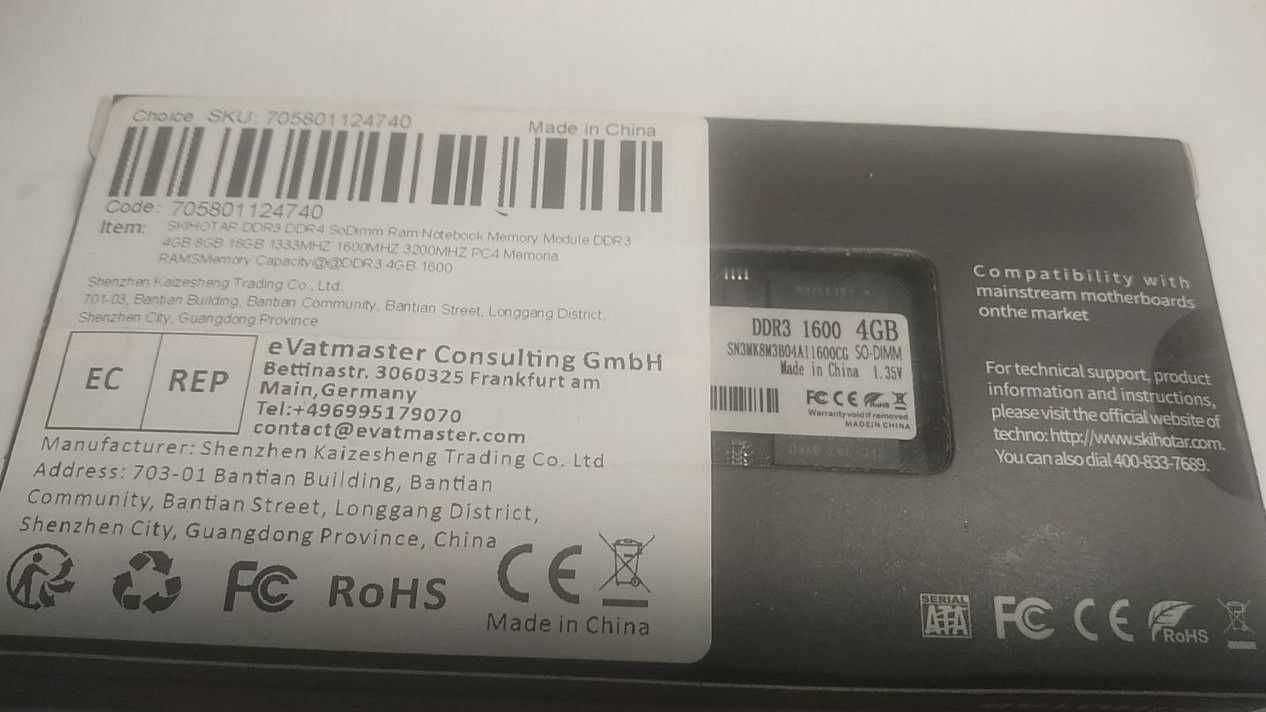 Choice SKU: 705801124740
Made in China
Code: 705801124740
Item: SKIHOTAR DDR3 DDR4 SoDimm Ram Notebook Memory Module DDR3
4GB 8GB 16GB 1333MHZ 1600MHZ 3200MHZ PC4 Memoria
RAMSMemory Capacity@@DDR3 4GB 1600
Shenzhen Kaizesheng Trading Co., Ltd.
701-03, Bantian Building, Bantian Community, Bantian Street, Longgang District,
Shenzhen City, Guangdong Province
EC REP
eVatmaster Consulting GmbH
Bettinastr. 3060325 Frankfurt am
Main,Germany
Tel:+496995179070
contact@evatmaster.com
Manufacturer: Shenzhen Kaizesheng Trading Co. Ltd
Address: 703-01 Bantian Building, Bantian
Community, Bantian Street, Longgang District,
Shenzhen City, Guangdong Province, China
FC RoHS CE
Made in China
DDR3 1600 4GB
SN3MK8M3B04A11600CG SO-DIMM
Made in China 1.35V
FC CE RoHS
Warranty void if removed
MADE IN CHINA
Compatibility with
mainstream motherboards
onthe market
For technical support, product
information and instructions,
please visit the official website of
techno: http://www.skihotar.com.
You can also dial 400-833-7689.
SERIAL
ATA FC CE RoHS